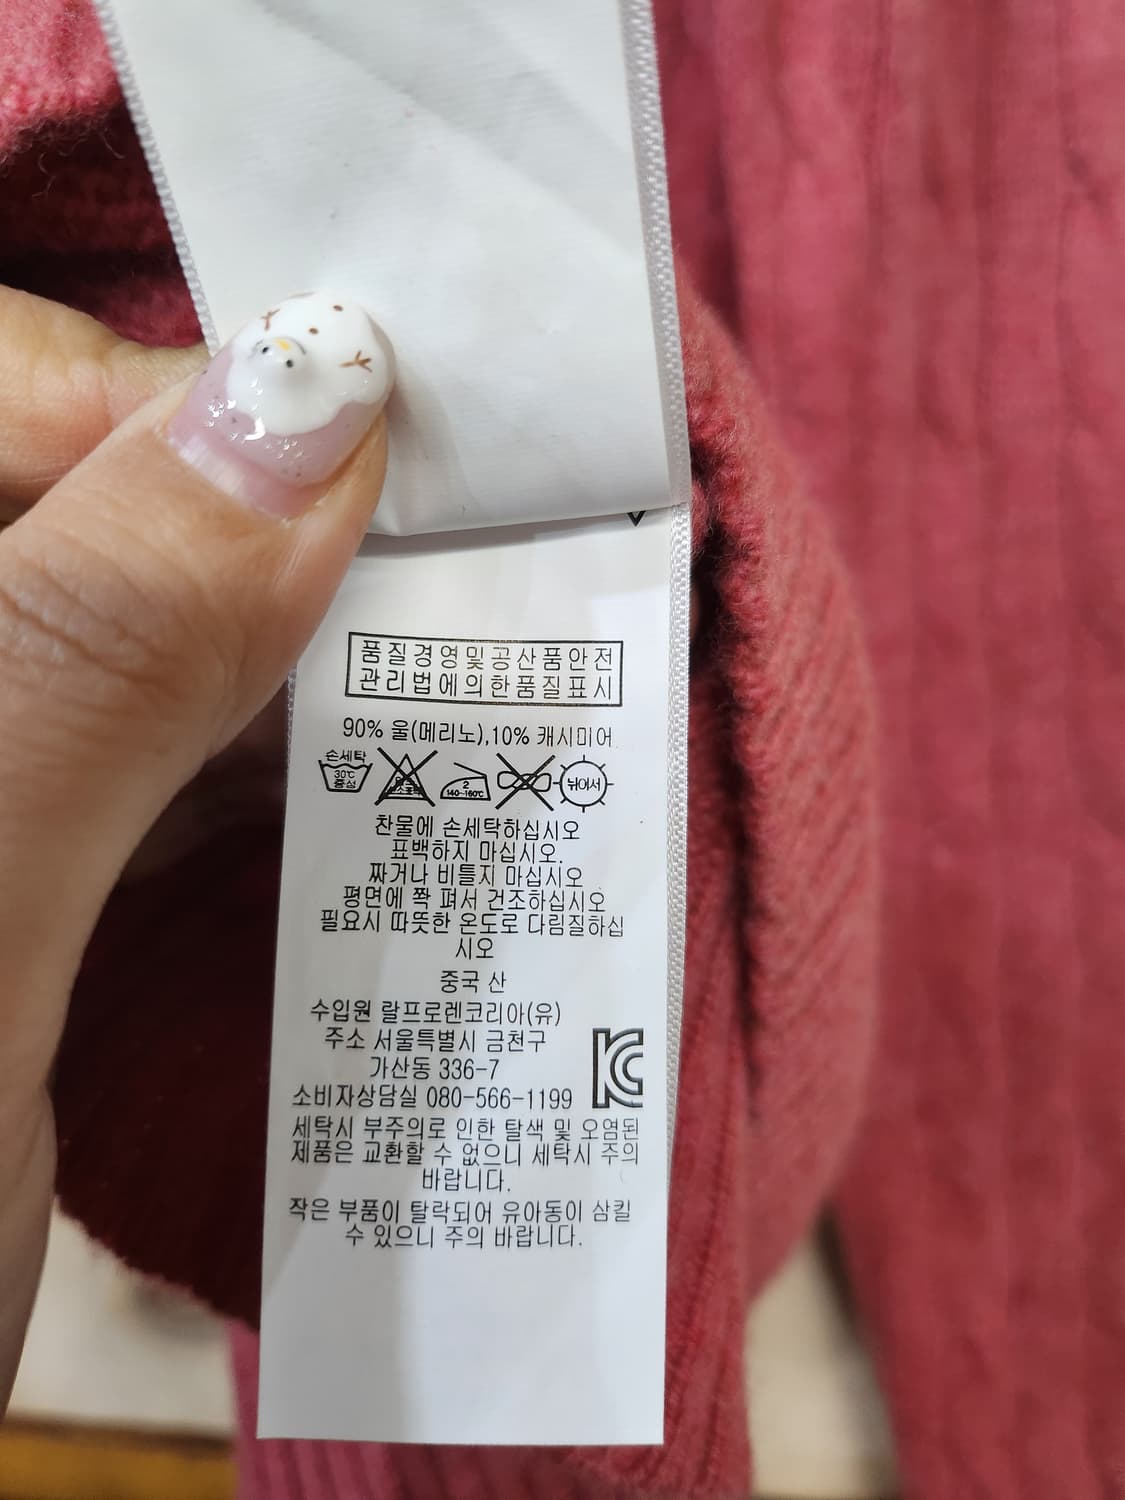 품질경영및공산품안전
관리법에의한품질표시
90% 울(메리노),10% 캐시미어
손세탁
30℃
중성
2
140~160℃
뉘어서
찬물에 손세탁하십시오
표백하지 마십시오.
짜거나 비틀지 마십시오
평면에 쫙 펴서 건조하십시오
필요시 따뜻한 온도로 다림질하십
시오
중국 산
수입원 랄프로렌코리아(유)
주소 서울특별시 금천구
가산동 336-7
소비자상담실 080-566-1199
세탁시 부주의로 인한 탈색 및 오염된
제품은 교환할 수 없으니 세탁시 주의
바랍니다.
작은 부품이 탈락되어 유아동이 삼킬
수 있으니 주의 바랍니다.